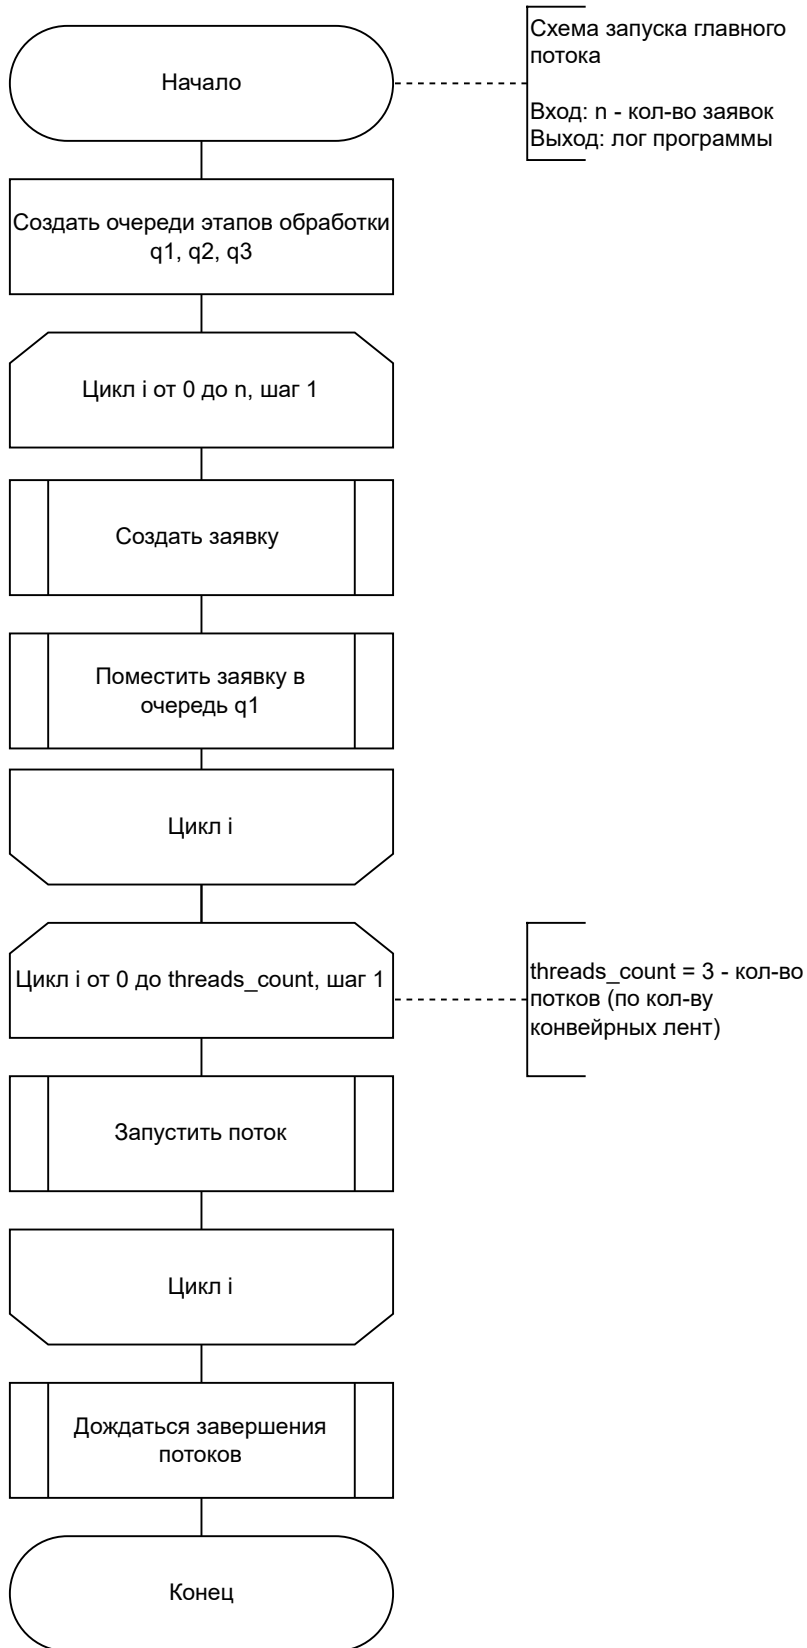 Начало
Схема запуска главного
потока
Вход: n - кол-во заявок
Выход: лог программы
Создать очереди этапов обработки
q1, q2, q3
Цикл i от 0 до n, шаг 1
Создать заявку
Поместить заявку в
очередь q1
Цикл i
Цикл i от 0 до threads_count, шаг 1
threads_count = 3 - кол-во
потков (по кол-ву
конвейрных лент)
Запустить поток
Цикл i
Дождаться завершения
потоков
Конец